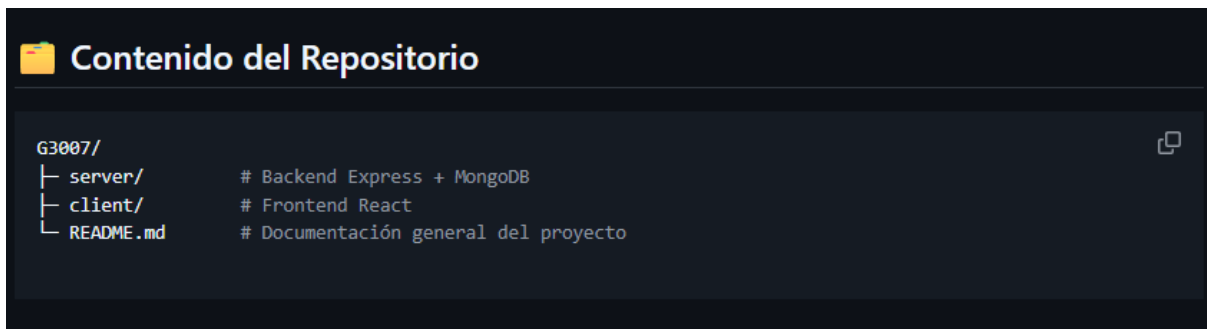 Contenido del Repositorio
G3007/
├─ server/ # Backend Express + MongoDB
├─ client/ # Frontend React
└─ README.md # Documentación general del proyecto